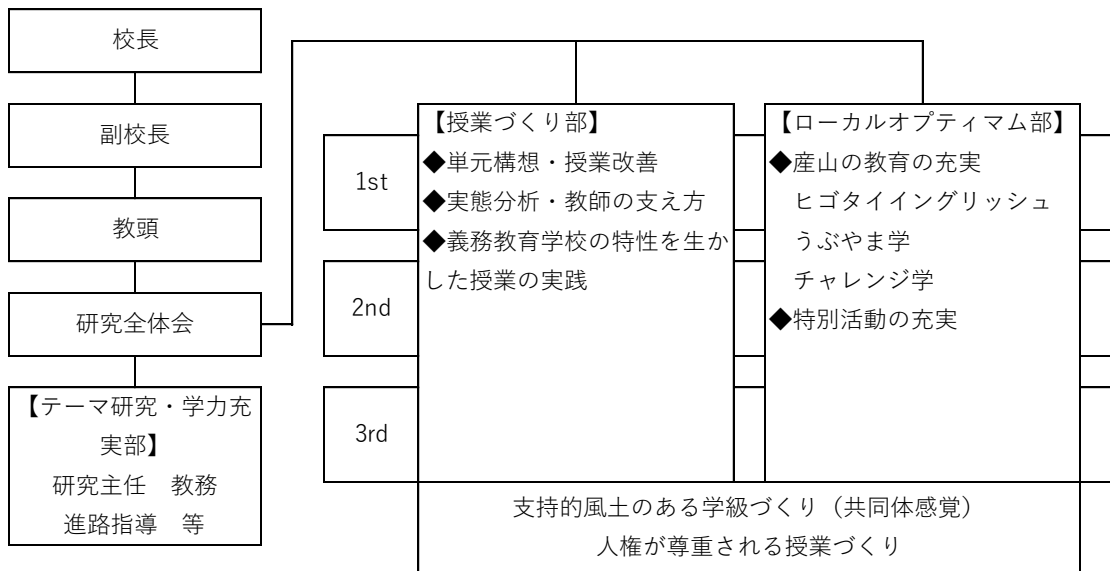 校長
副校長
教頭
研究全体会
【テーマ研究・学力充
実部】
研究主任　教務
進路指導　等
1st
2nd
3rd
【授業づくり部】
◆単元構想・授業改善
◆実態分析・教師の支え方
◆義務教育学校の特性を生か
した授業の実践
【ローカルオプティマム部】
◆産山の教育の充実
ヒゴタイイングリッシュ
うぶやま学
チャレンジ学
◆特別活動の充実
支持的風土のある学級づくり（共同体感覚）
人権が尊重される授業づくり